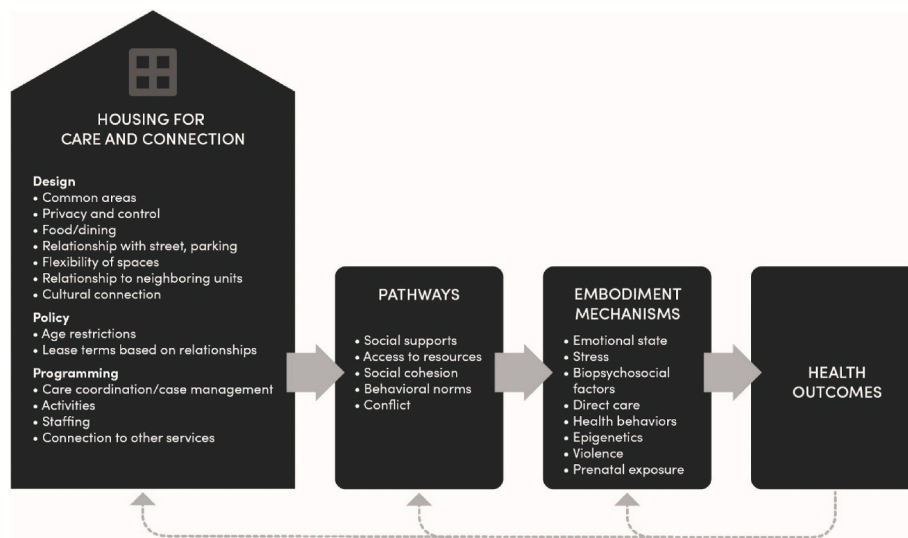 HOUSING FOR
CARE AND CONNECTION
Design
• Common areas
• Privacy and control
• Food/dining
• Relationship with street, parking
• Flexibility of spaces
• Relationship to neighboring units
• Cultural connection
Policy
• Age restrictions
• Lease terms based on relationships
Programming
• Care coordination/case management
• Activities
• Staffing
• Connection to other services
PATHWAYS
• Social supports
• Access to resources
• Social cohesion
• Behavioral norms
• Conflict
EMBODIMENT
MECHANISMS
• Emotional state
• Stress
• Biopsychosocial
factors
• Direct care
• Health behaviors
• Epigenetics
• Violence
• Prenatal exposure
HEALTH
OUTCOMES